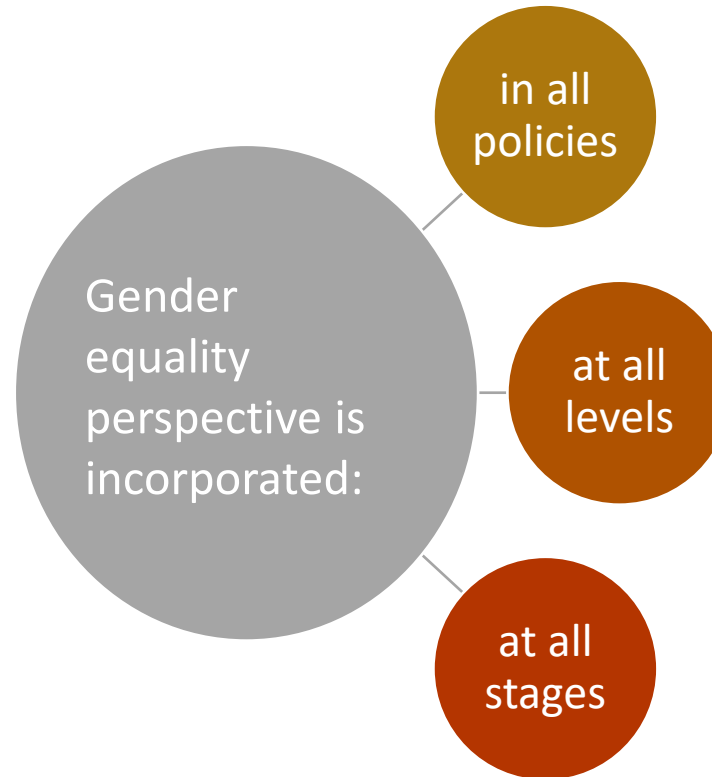 Gender
equality
perspective is
incorporated:
in all
policies
at all
levels
at all
stages